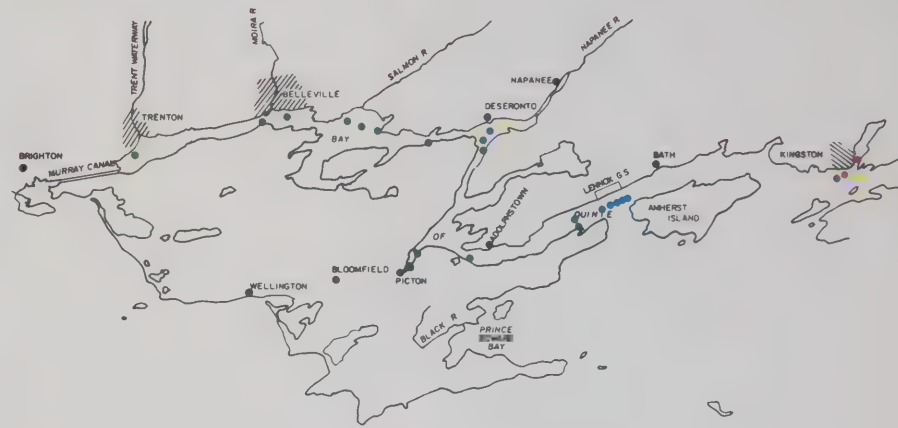 TRENT WATERWAY
MOIRA R
SALMON R
NAPANEE R
NAPANEE
BELLEVILLE
DESERONTO
TRENTON
BAY
BRIGHTON
MURRAY CANAL
BATH
KINGSTON
LENNOX G S
ADOLPHSTOWN
QUINTE
AMHERST
ISLAND
OF
BLOOMFIELD
PICTON
WELLINGTON
BLACK R
PRINCE
BAY